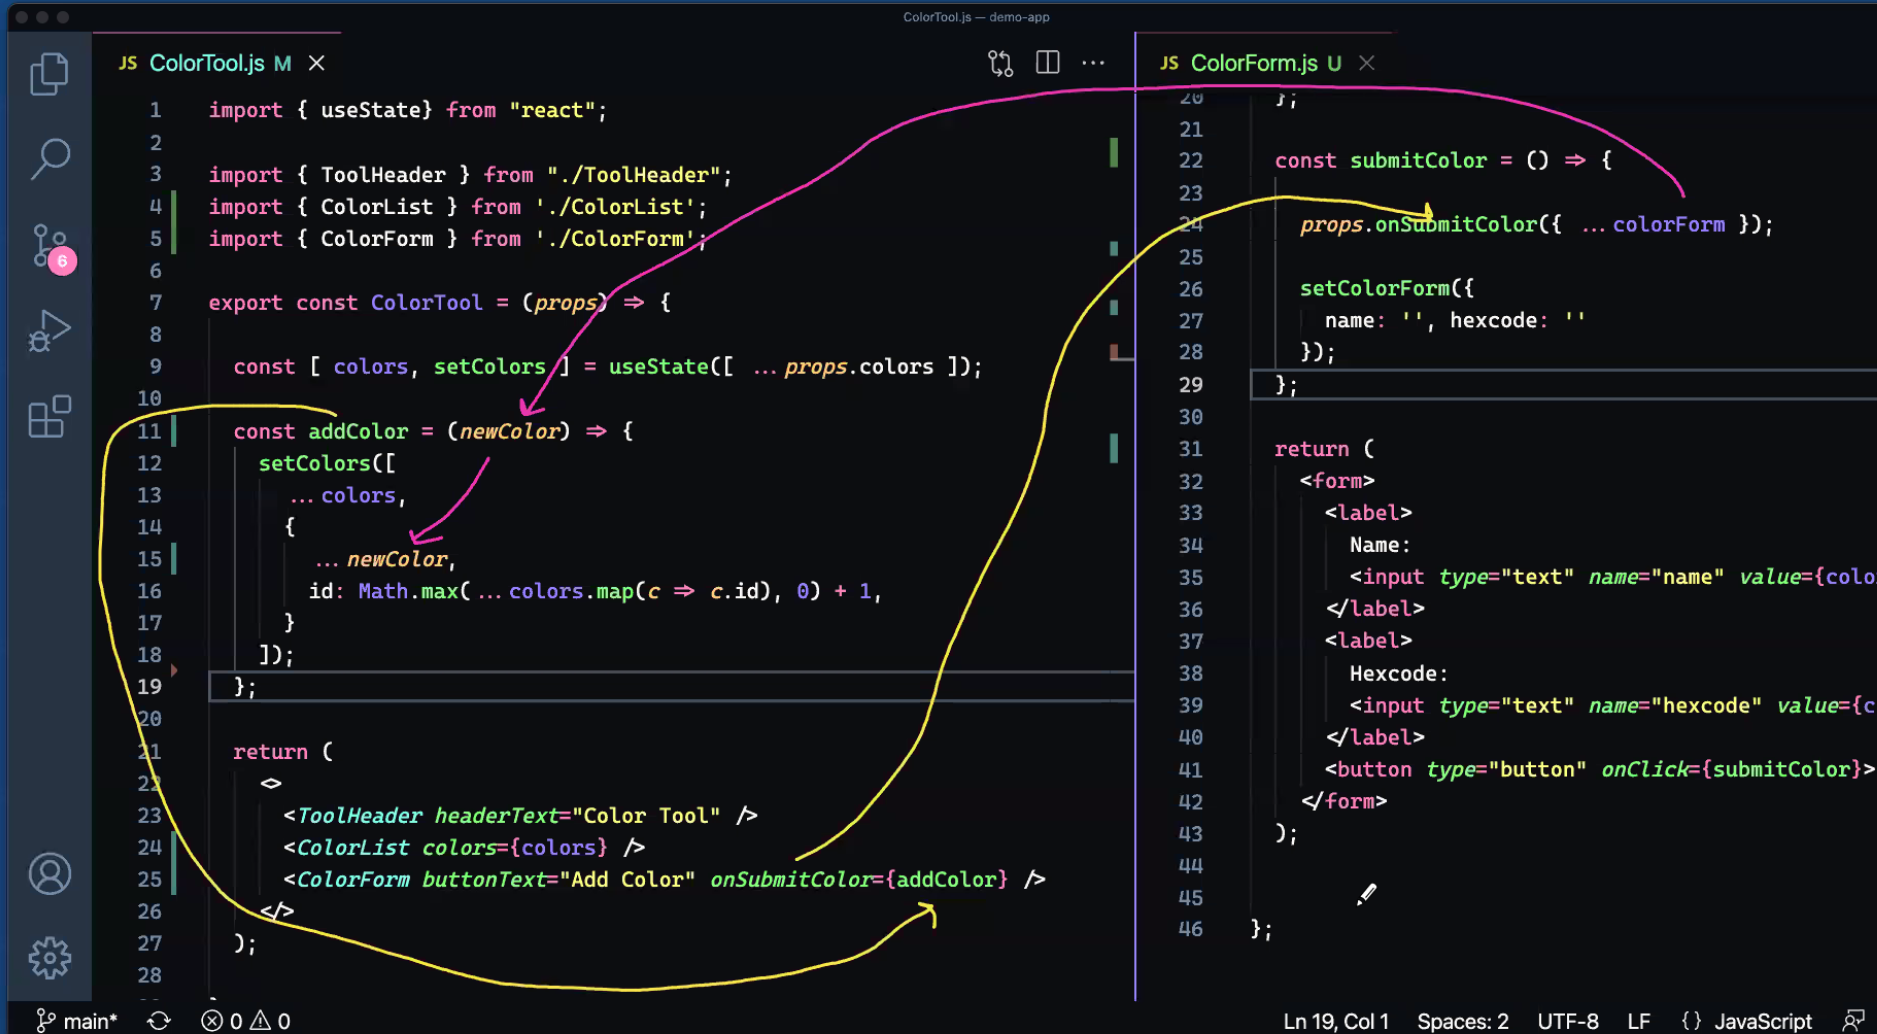 ColorTool.js — demo-app
JS ColorTool.js M
1 import { useState} from "react";
2
3 import { ToolHeader } from "./ToolHeader";
4 import { ColorList } from './ColorList';
5 import { ColorForm } from './ColorForm';
6
7 export const ColorTool = (props) => {
8
9 const [ colors, setColors ] = useState([ ...props.colors ]);
10
11 const addColor = (newColor) => {
12 setColors([
13 ...colors,
14 {
15 ...newColor,
16 id: Math.max(...colors.map(c => c.id), 0) + 1,
17 }
18 ]);
19 };
20
21 return (
22 <>
23 <ToolHeader headerText="Color Tool" />
24 <ColorList colors={colors} />
25 <ColorForm buttonText="Add Color" onSubmitColor={addColor} />
26 </>
27 );
28
JS ColorForm.js U
20 };
21
22 const submitColor = () => {
23
24 props.onSubmitColor({ ...colorForm });
25
26 setColorForm({
27 name: '', hexcode: ''
28 });
29 };
30
31 return (
32 <form>
33 <label>
34 Name:
35 <input type="text" name="name" value={colo
36 </label>
37 <label>
38 Hexcode:
39 <input type="text" name="hexcode" value={c
40 </label>
41 <button type="button" onClick={submitColor}>
42 </form>
43 );
44
45
46 };
6
main* 0 0 Ln 19, Col 1 Spaces: 2 UTF-8 LF {} JavaScript